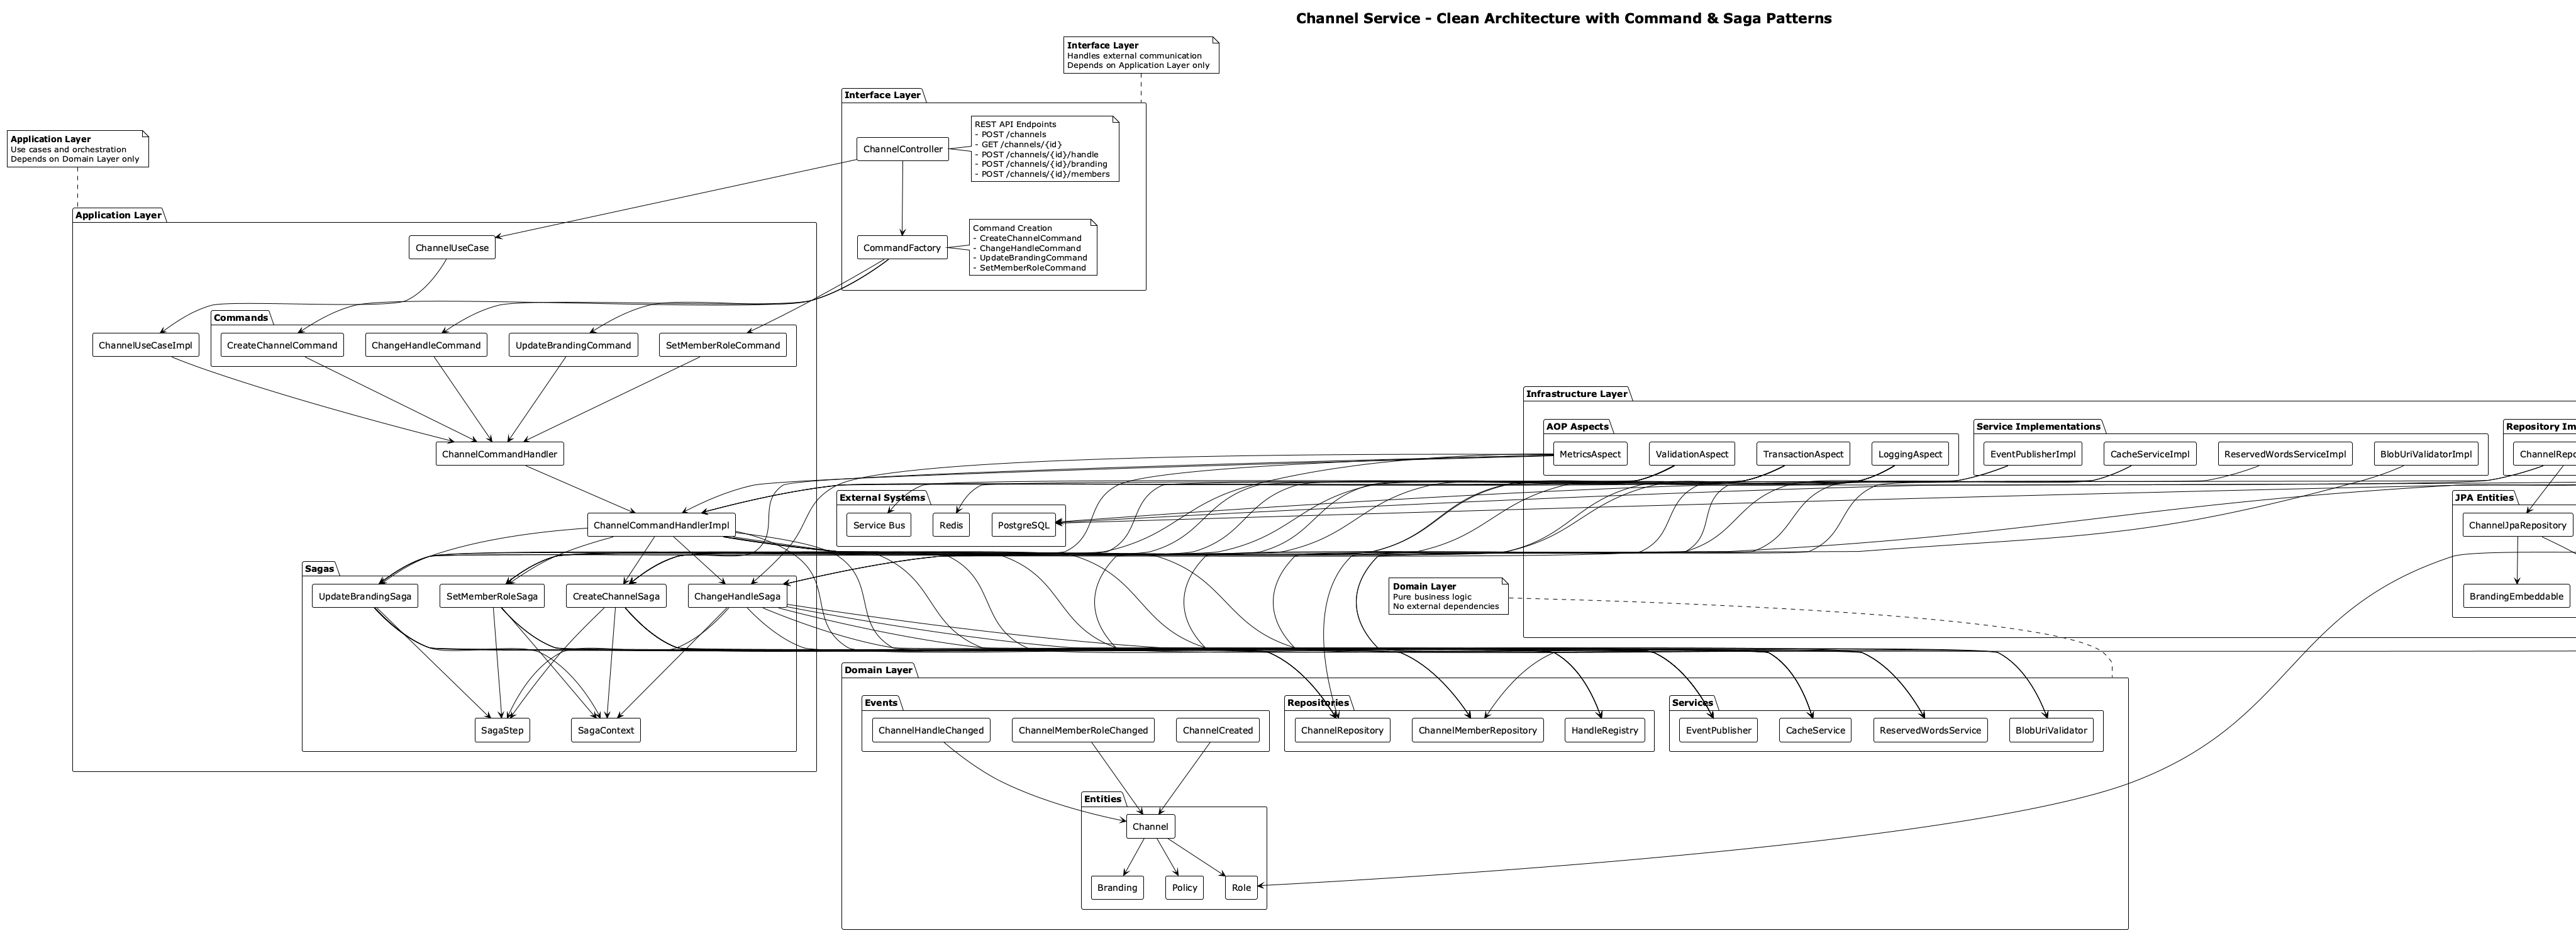 Channel Service - Clean Architecture with Command & Saga Patterns
Interface Layer
Handles external communication
Depends on Application Layer only
Interface Layer
ChannelController
REST API Endpoints
- POST /channels
- GET /channels/{id}
- POST /channels/{id}/handle
- POST /channels/{id}/branding
- POST /channels/{id}/members
CommandFactory
Command Creation
- CreateChannelCommand
- ChangeHandleCommand
- UpdateBrandingCommand
- SetMemberRoleCommand
Application Layer
Use cases and orchestration
Depends on Domain Layer only
Application Layer
ChannelUseCase
Commands
ChannelUseCaseImpl
CreateChannelCommand
ChangeHandleCommand
UpdateBrandingCommand
SetMemberRoleCommand
ChannelCommandHandler
ChannelCommandHandlerImpl
Sagas
UpdateBrandingSaga
SetMemberRoleSaga
CreateChannelSaga
ChangeHandleSaga
SagaStep
SagaContext
External Systems
Service Bus
Redis
PostgreSQL
Infrastructure Layer
AOP Aspects
MetricsAspect
ValidationAspect
TransactionAspect
LoggingAspect
Service Implementations
EventPublisherImpl
CacheServiceImpl
ReservedWordsServiceImpl
BlobUriValidatorImpl
Repository Im
ChannelRepo
JPA Entities
ChannelJpaRepository
BrandingEmbeddable
Domain Layer
Pure business logic
No external dependencies
Domain Layer
Events
ChannelHandleChanged
ChannelMemberRoleChanged
ChannelCreated
Repositories
ChannelRepository
ChannelMemberRepository
HandleRegistry
Services
EventPublisher
CacheService
ReservedWordsService
BlobUriValidator
Entities
Channel
Branding
Policy
Role